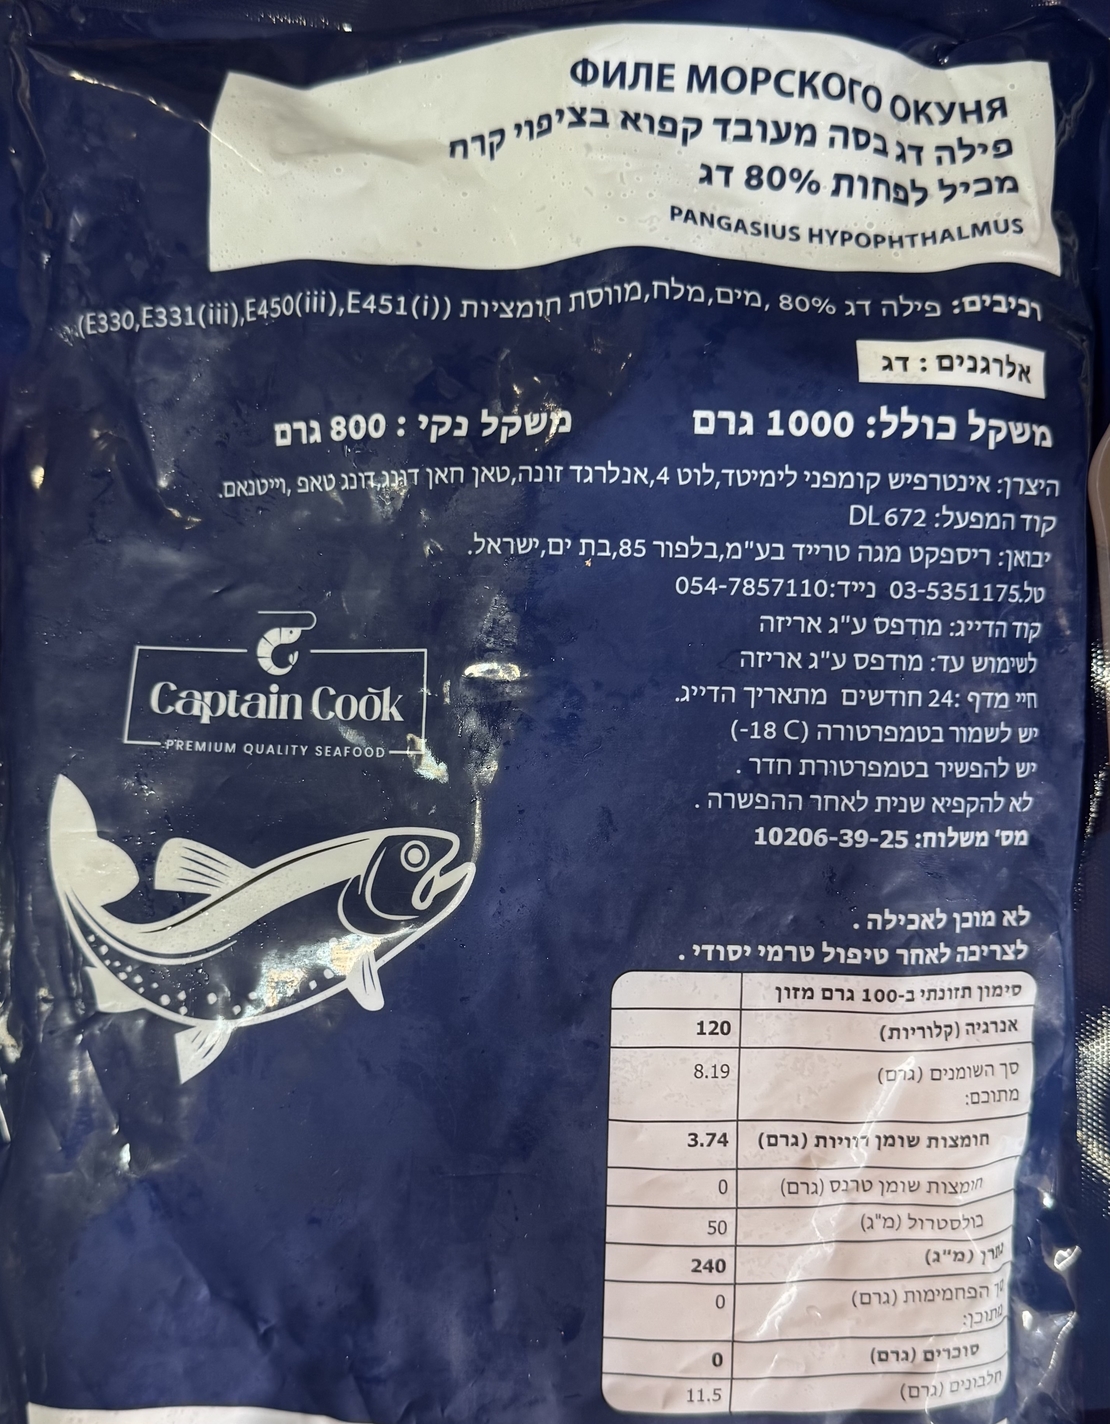 ФИЛЕ МОРСКОГО ОКУНЯ
פילה דג בסה מעובד קפוא בציפוי קרח
מכיל לפחות 80% דג
PANGASIUS HYPOPHTHALMUS
רכיבים: פילה דג 80% ,מים,מלח,מווסת חומציות ((E330,E331(iii),E450(iii),E451(i)
אלרגנים : דג
משקל כולל: 1000 גרם
משקל נקי : 800 גרם
היצרן: אינטרפיש קומפני לימיטד,לוט 4,אנלרגד זונה,טאן חאן דונג,דונג טאפ ,וייטנאם.
קוד המפעל: DL 672
יבואן: ריספקט מגה טרייד בע"מ,בלפור 85,בת ים,ישראל.
טל.03-5351175 נייד:054-7857110
קוד הדייג: מודפס ע"ג אריזה
לשימוש עד: מודפס ע"ג אריזה
חיי מדף :24 חודשים מתאריך הדייג.
יש לשמור בטמפרטורה (-18 C)
יש להפשיר בטמפרטורת חדר .
לא להקפיא שנית לאחר ההפשרה .
מס' משלוח: 10206-39-25
Captain Cook
PREMIUM QUALITY SEAFOOD
לא מוכן לאכילה .
לצריכה לאחר טיפול טרמי יסודי .
סימון תזונתי ב-100 גרם מזון
אנרגיה (קלוריות) 120
סך השומנים (גרם) 8.19
מתוכם:
חומצות שומן רוויות (גרם) 3.74
חומצות שומן טרנס (גרם) 0
כולסטרול (מ"ג) 50
נתרן (מ"ג) 240
סך הפחמימות (גרם) 0
מתוכן:
סוכרים (גרם) 0
חלבונים (גרם) 11.5